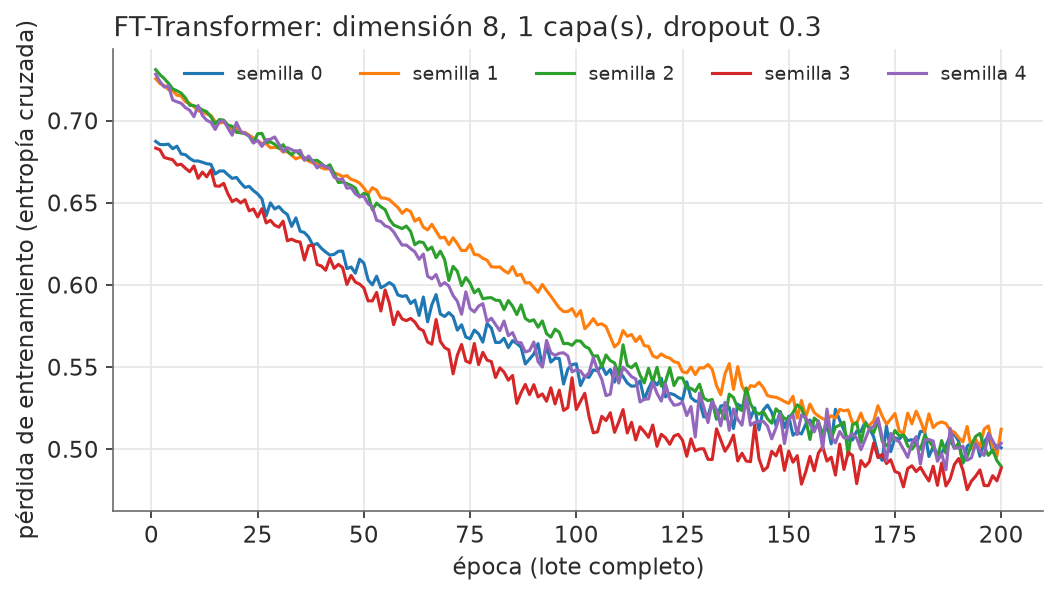 FT-Transformer: dimensión 8, 1 capa(s), dropout 0.3
semilla 0 semilla 1 semilla 2 semilla 3 semilla 4
pérdida de entrenamiento (entropía cruzada)
0.70
0.65
0.60
0.55
0.50
0 25 50 75 100 125 150 175 200
época (lote completo)